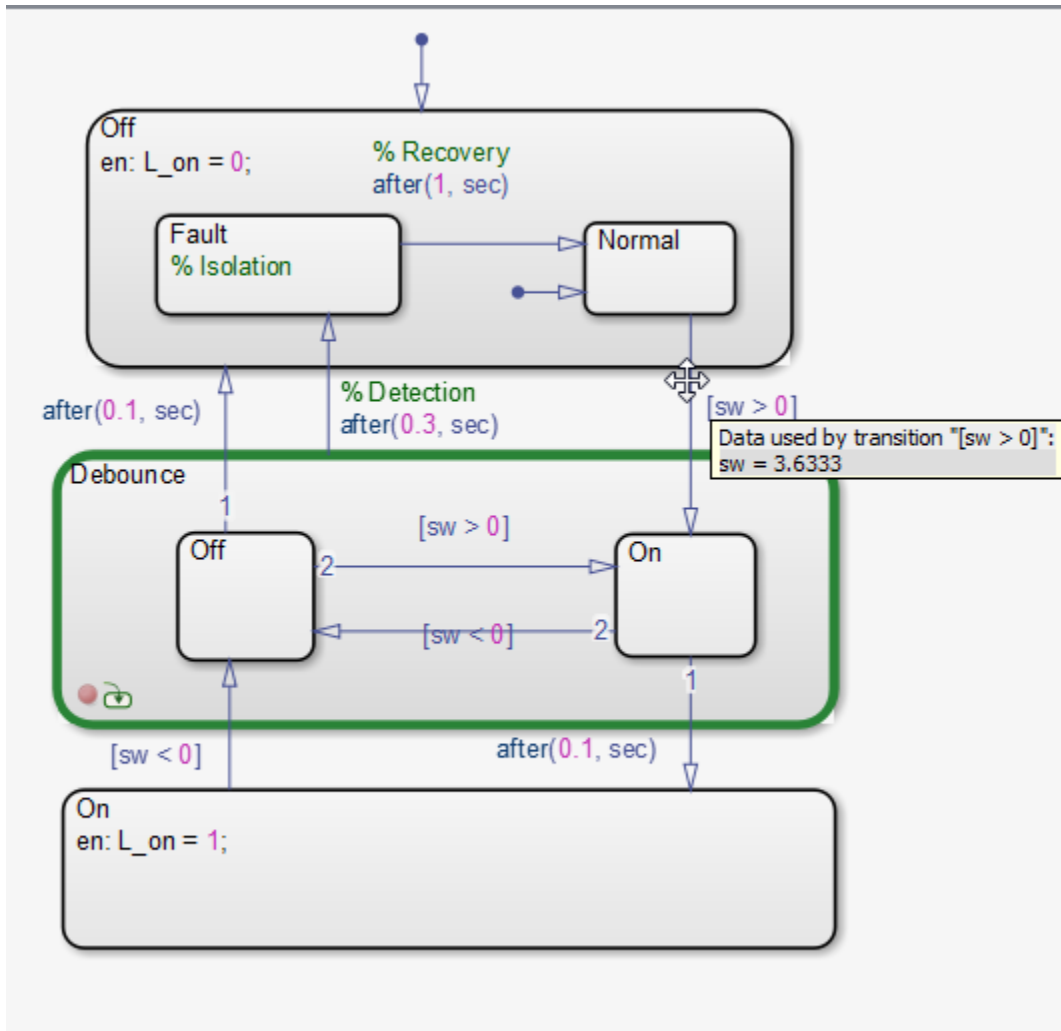 Off
en: L_on = 0;
% Recovery
after(1, sec)
Fault
% Isolation
Normal
after(0.1, sec)
% Detection
after(0.3, sec)
[sw > 0]
Data used by transition "[sw > 0]":
sw = 3.6333
Debounce
1
Off
[sw > 0]
2
On
[sw < 0]
2
1
[sw < 0]
after(0.1, sec)
On
en: L_on = 1;